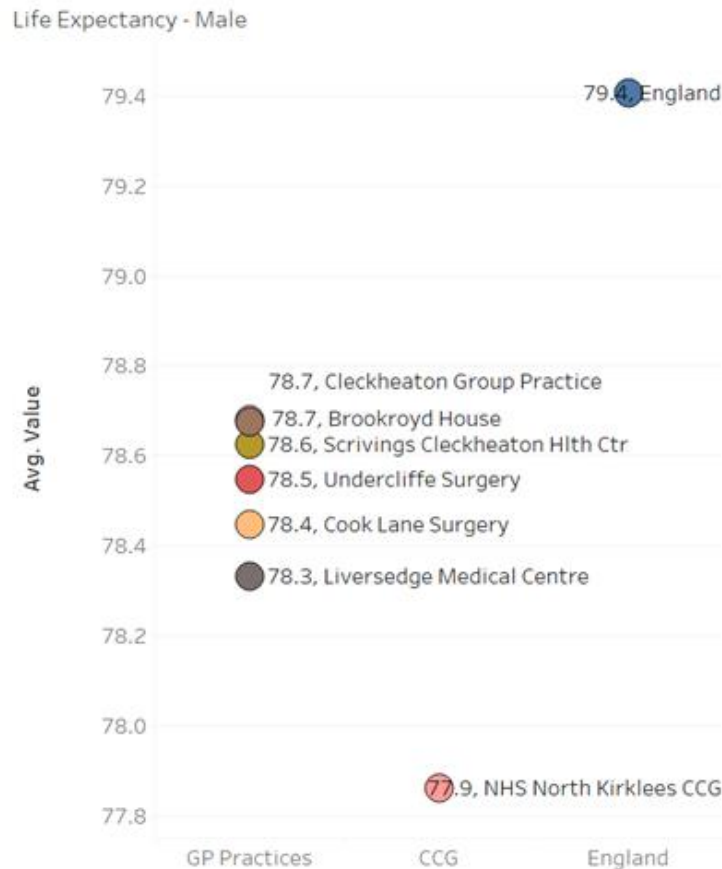 Life Expectancy - Male
79.4
79.4, England
79.2
79.0
78.8
78.7, Cleckheaton Group Practice
78.7, Brookroyd House
78.6, Scrivings Cleckheaton Hlth Ctr
78.6
78.5, Undercliffe Surgery
78.4, Cook Lane Surgery
78.4
78.3, Liversedge Medical Centre
78.2
78.0
77.9, NHS North Kirklees CCG
77.8
Avg. Value
GP Practices CCG England